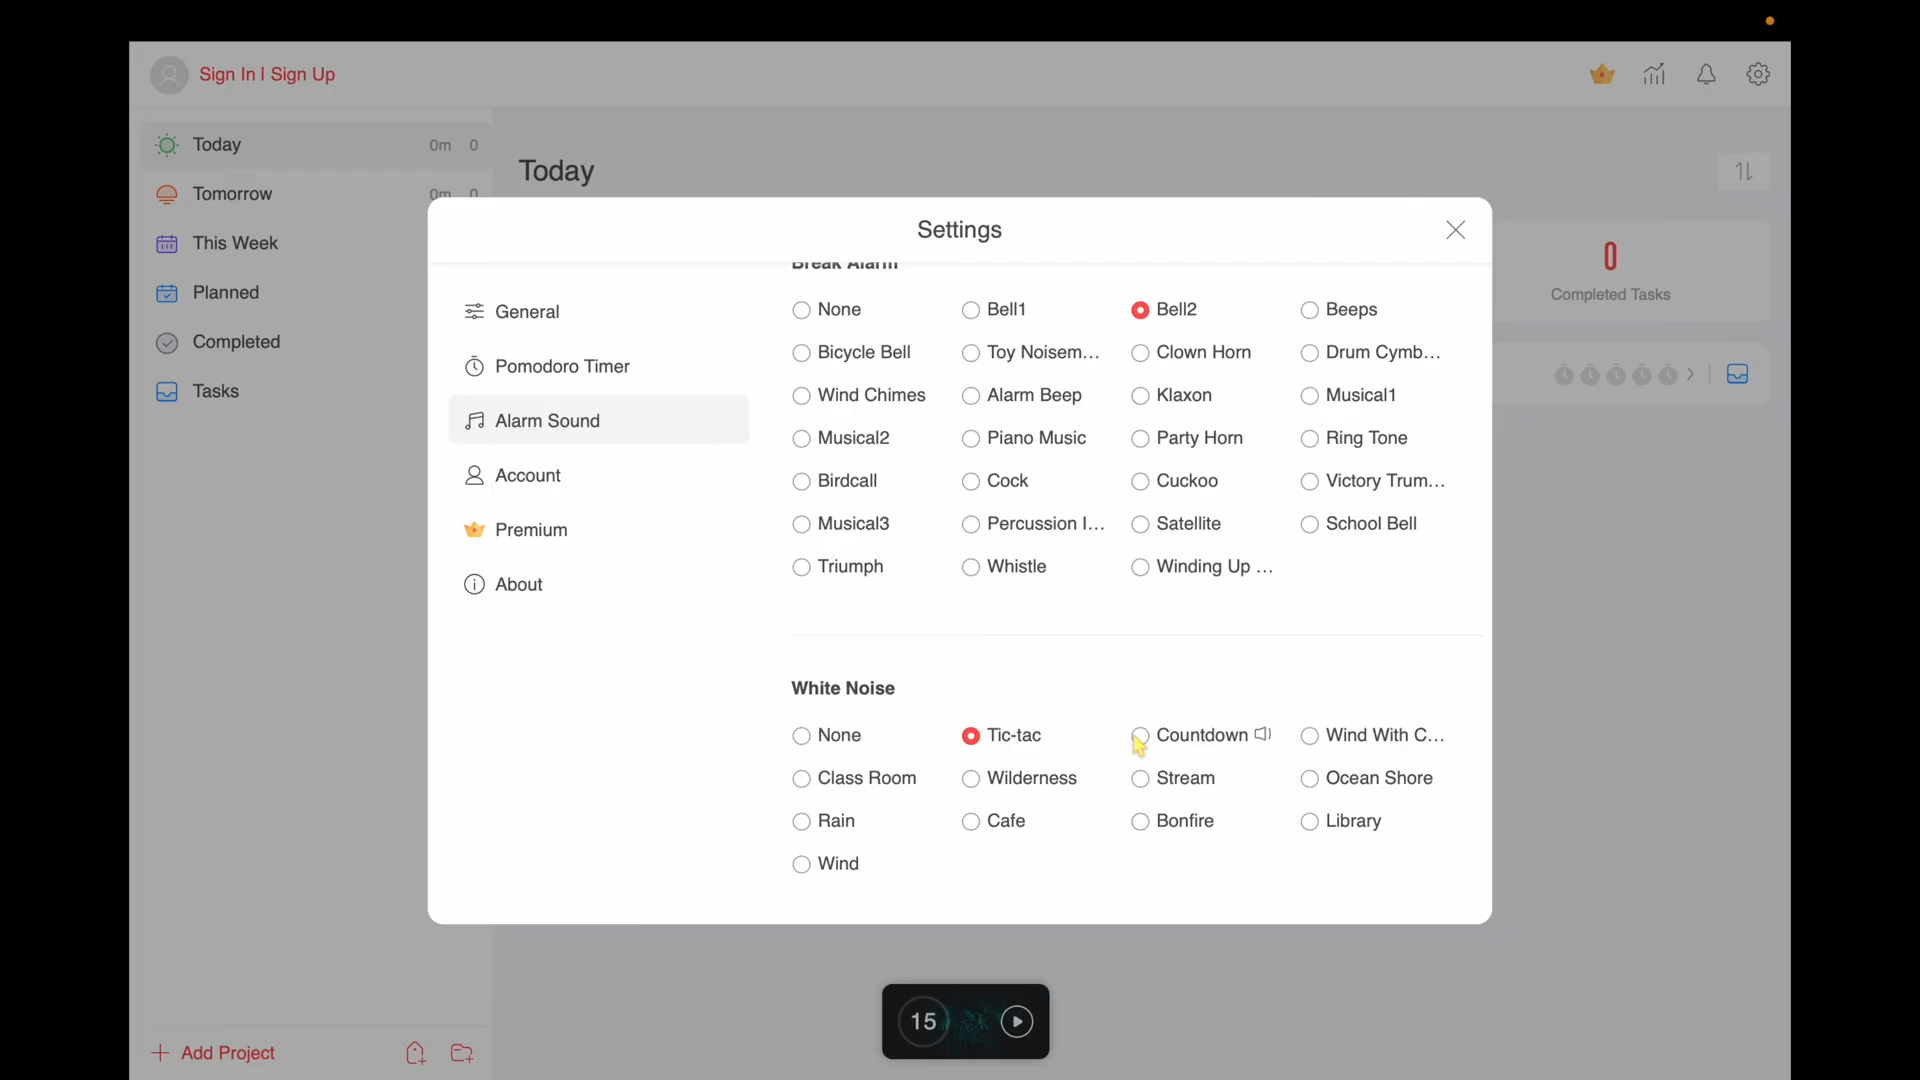 Sign In | Sign Up
Today 0m 0
Tomorrow 0m 0
This Week
Planned
Completed
Tasks
Add Project
Today
0
Completed Tasks
Settings
General
Pomodoro Timer
Alarm Sound
Account
Premium
About
Break Alarm
None Bell1 Bell2 Beeps
Bicycle Bell Toy Noisem... Clown Horn Drum Cymb...
Wind Chimes Alarm Beep Klaxon Musical1
Musical2 Piano Music Party Horn Ring Tone
Birdcall Cock Cuckoo Victory Trum...
Musical3 Percussion I... Satellite School Bell
Triumph Whistle Winding Up ...
White Noise
None Tic-tac Countdown Wind With C...
Class Room Wilderness Stream Ocean Shore
Rain Cafe Bonfire Library
Wind
15